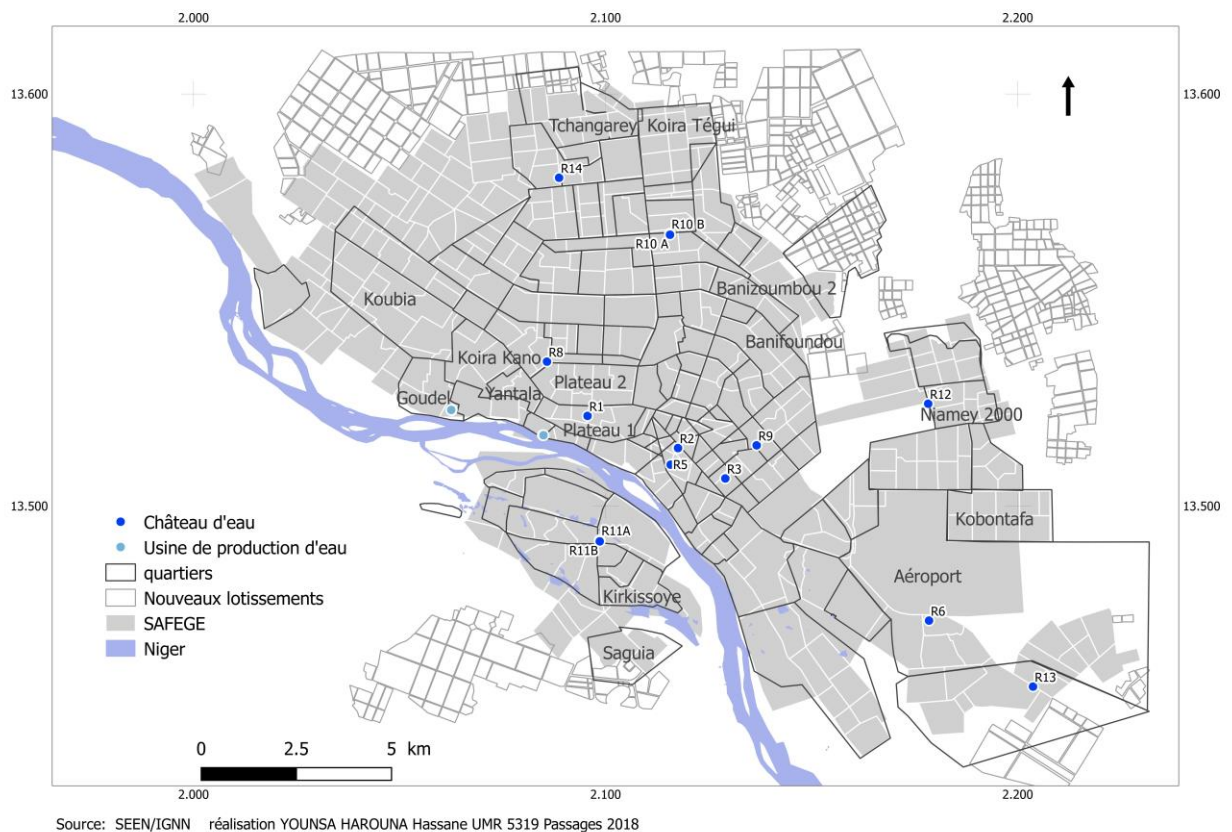 2.000 2.100 2.200
13.600 13.600
Tchangarey Koira Tégui
R14
R10 B
R10 A
Banizoumbou 2
Koubia
Banifoundou
R8
Koira Kano
Plateau 2
R12
Goudel Yantala
R1 Niamey 2000
Plateau 1
R2
R9
R5
R3
13.500 13.500
Kobontafa
Château d'eau
R11A
Usine de production d'eau
R11B
quartiers
Aéroport
Nouveaux lotissements
Kirkissoye
SAFEGE
R6
Niger
Saguia
R13
0 2.5 5 km
2.000 2.100 2.200
Source: SEEN/IGNN réalisation YOUNSA HAROUNA Hassane UMR 5319 Passages 2018